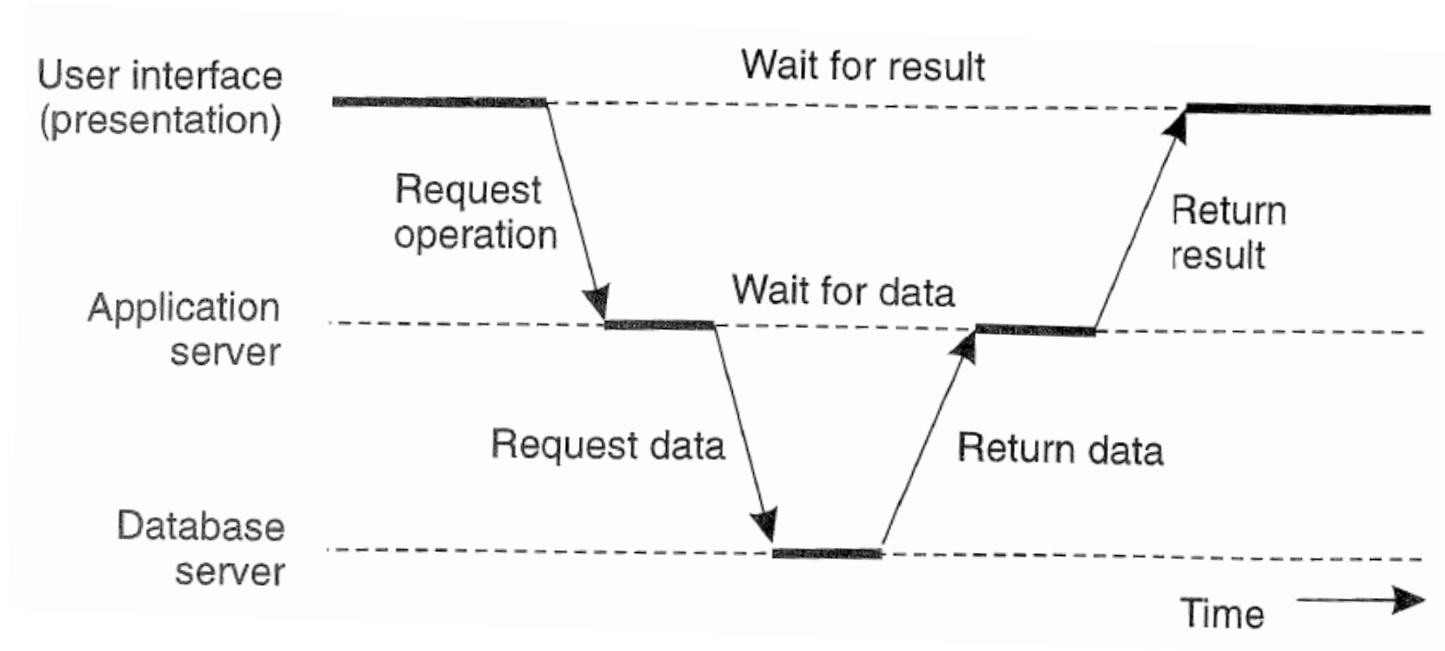 Wait for result
User interface
(presentation)
Request
operation
Return
result
Wait for data
Application
server
Request data
Return data
Database
server
Time